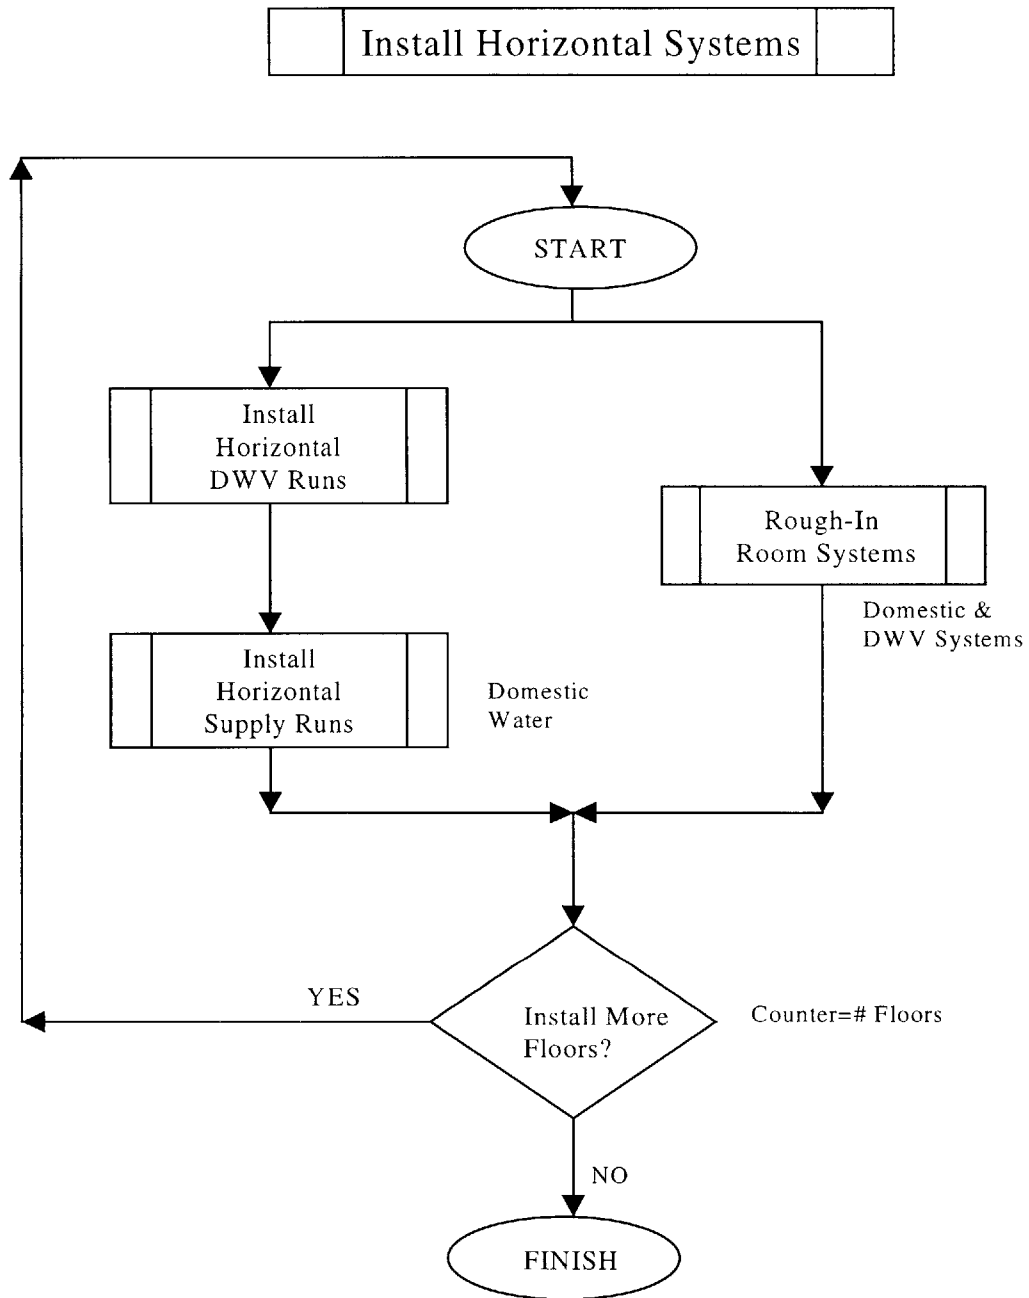 Install Horizontal Systems
START
Install
Horizontal
DWV Runs
Rough-In
Room Systems
Domestic &
DWV Systems
Install
Horizontal
Supply Runs
Domestic
Water
YES
Install More
Floors?
Counter=# Floors
NO
FINISH